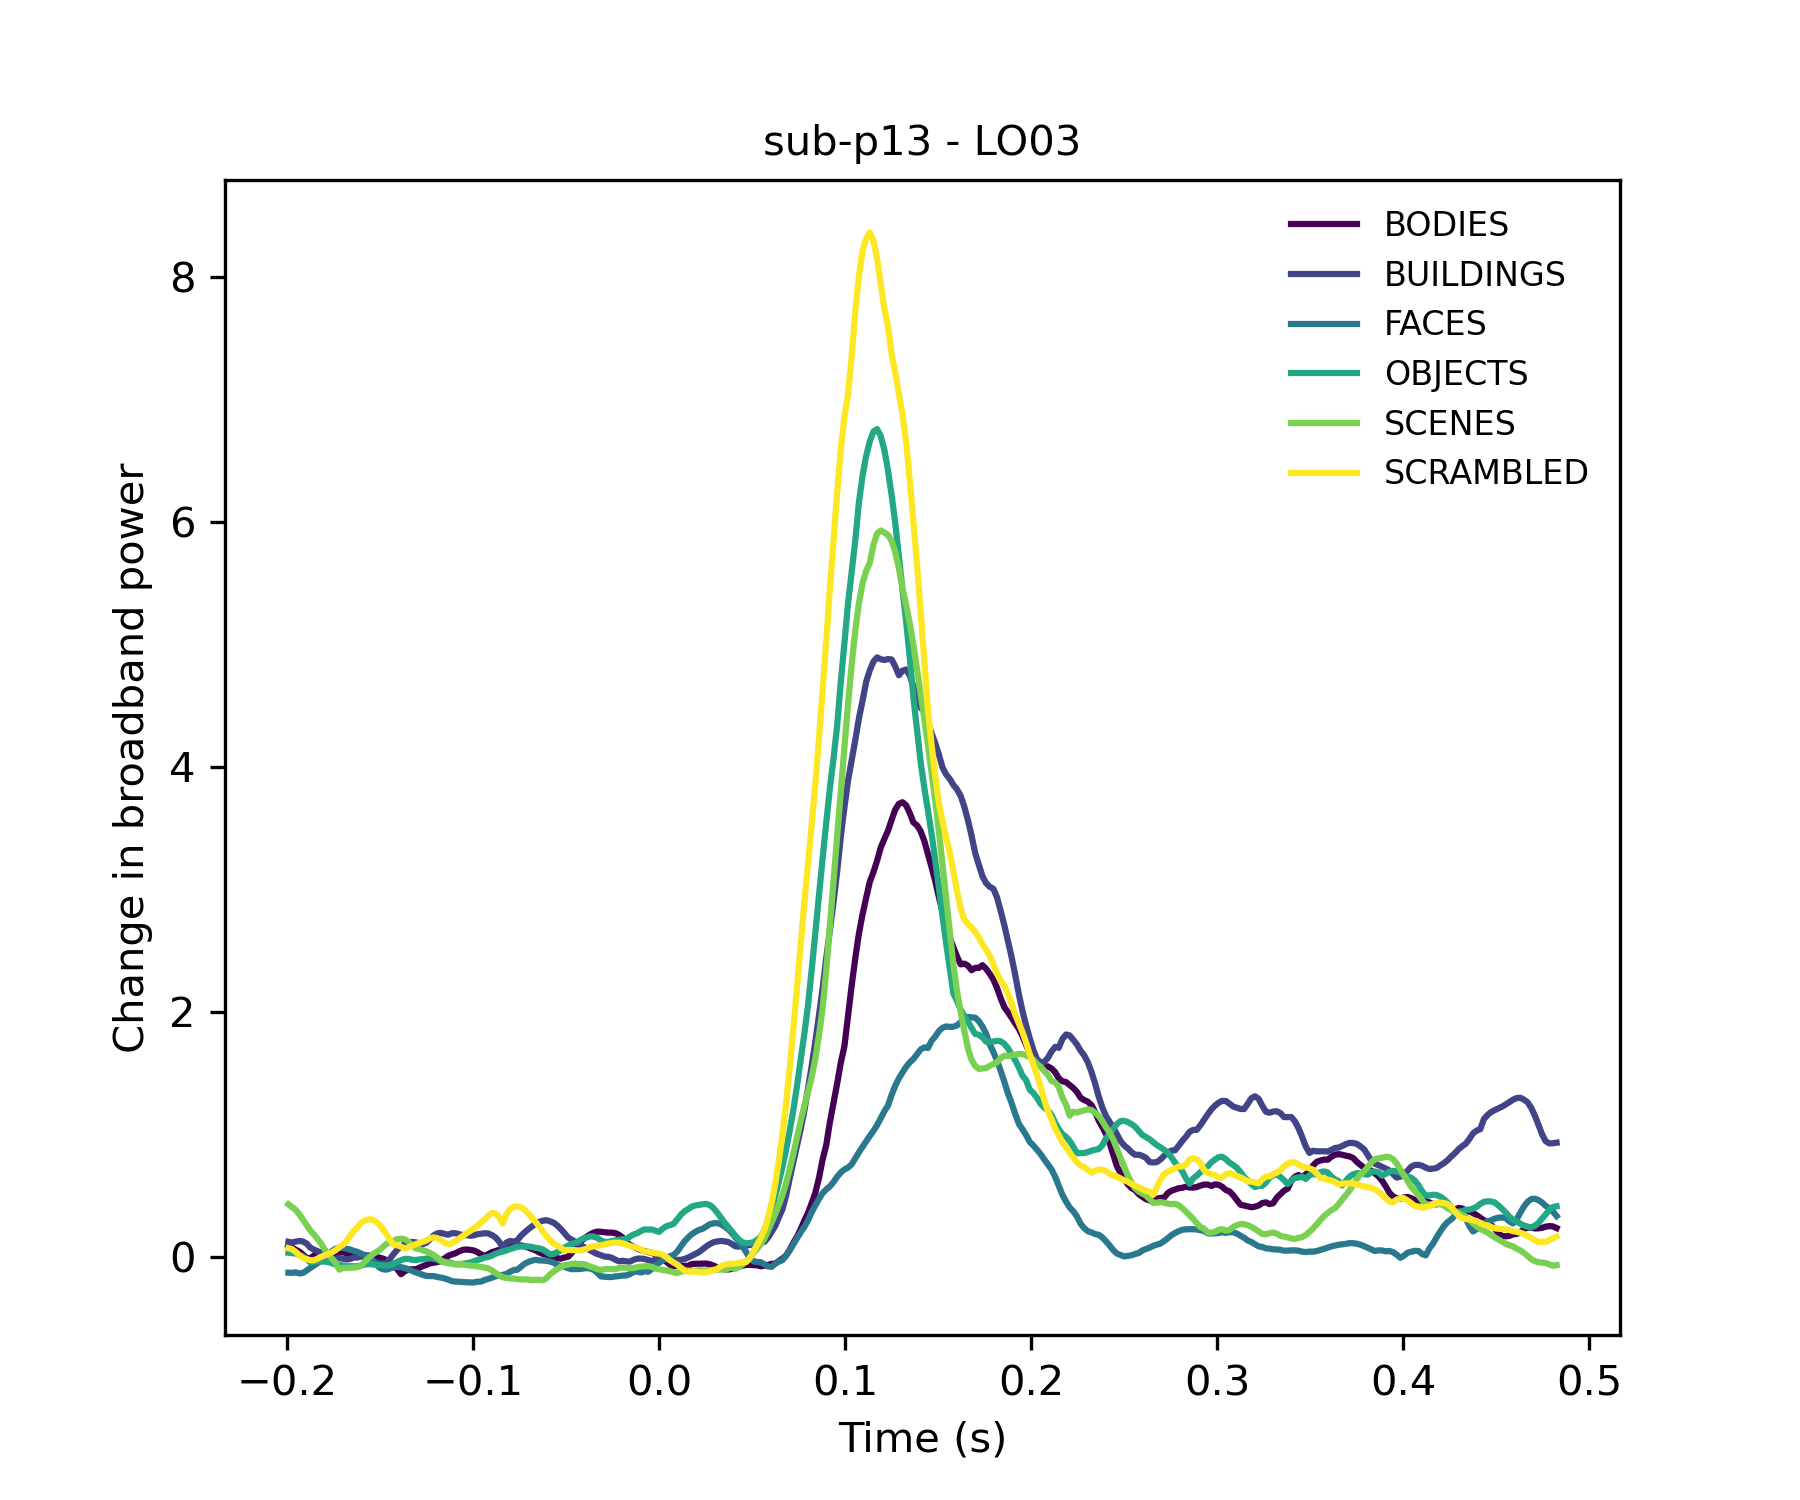 sub-p13 - LO03
BODIES
BUILDINGS
FACES
OBJECTS
SCENES
SCRAMBLED
Change in broadband power
8
6
4
2
0
−0.2 −0.1 0.0 0.1 0.2 0.3 0.4 0.5
Time (s)